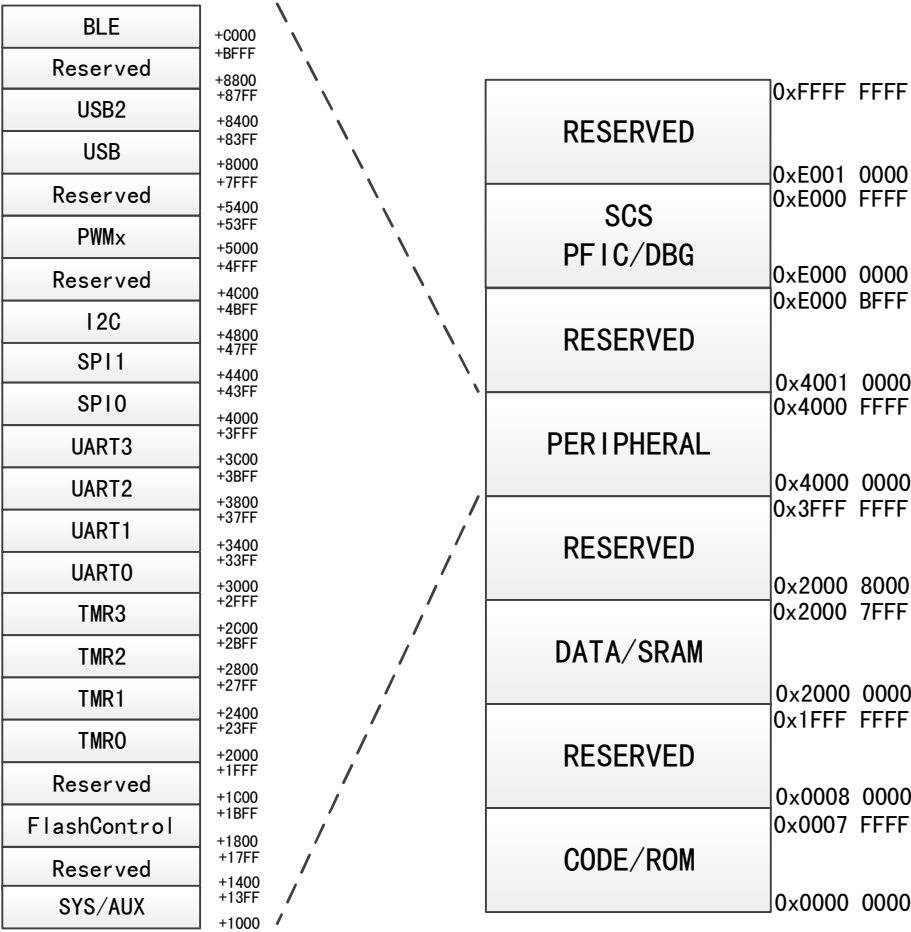 BLE
+C000
+BFFF
Reserved
+8800
+87FF
USB2
+8400
+83FF
USB
+8000
+7FFF
Reserved
+5400
+53FF
PWMx
+5000
+4FFF
Reserved
+4C00
+4BFF
I2C
+4800
+47FF
SPI1
+4400
+43FF
SPI0
+4000
+3FFF
UART3
+3C00
+3BFF
UART2
+3800
+37FF
UART1
+3400
+33FF
UART0
+3000
+2FFF
TMR3
+2C00
+2BFF
TMR2
+2800
+27FF
TMR1
+2400
+23FF
TMR0
+2000
+1FFF
Reserved
+1C00
+1BFF
FlashControl
+1800
+17FF
Reserved
+1400
+13FF
SYS/AUX
+1000
0xFFFF FFFF
RESERVED
0xE001 0000
0xE000 FFFF
SCS
PFIC/DBG
0xE000 0000
0xE000 BFFF
RESERVED
0x4001 0000
0x4000 FFFF
PERIPHERAL
0x4000 0000
0x3FFF FFFF
RESERVED
0x2000 8000
0x2000 7FFF
DATA/SRAM
0x2000 0000
0x1FFF FFFF
RESERVED
0x0008 0000
0x0007 FFFF
CODE/ROM
0x0000 0000